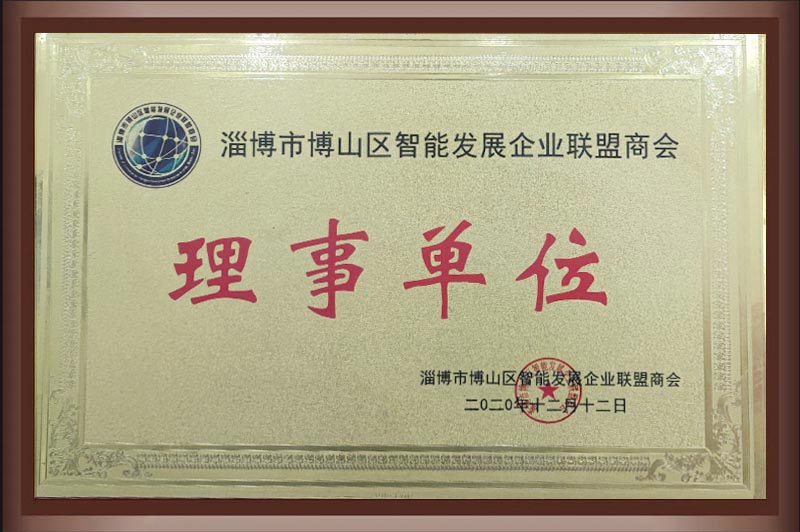 淄博市博山区智能发展企业联盟商会
理事单位
淄博市博山区智能发展企业联盟商会
二〇二〇年十二月十二日